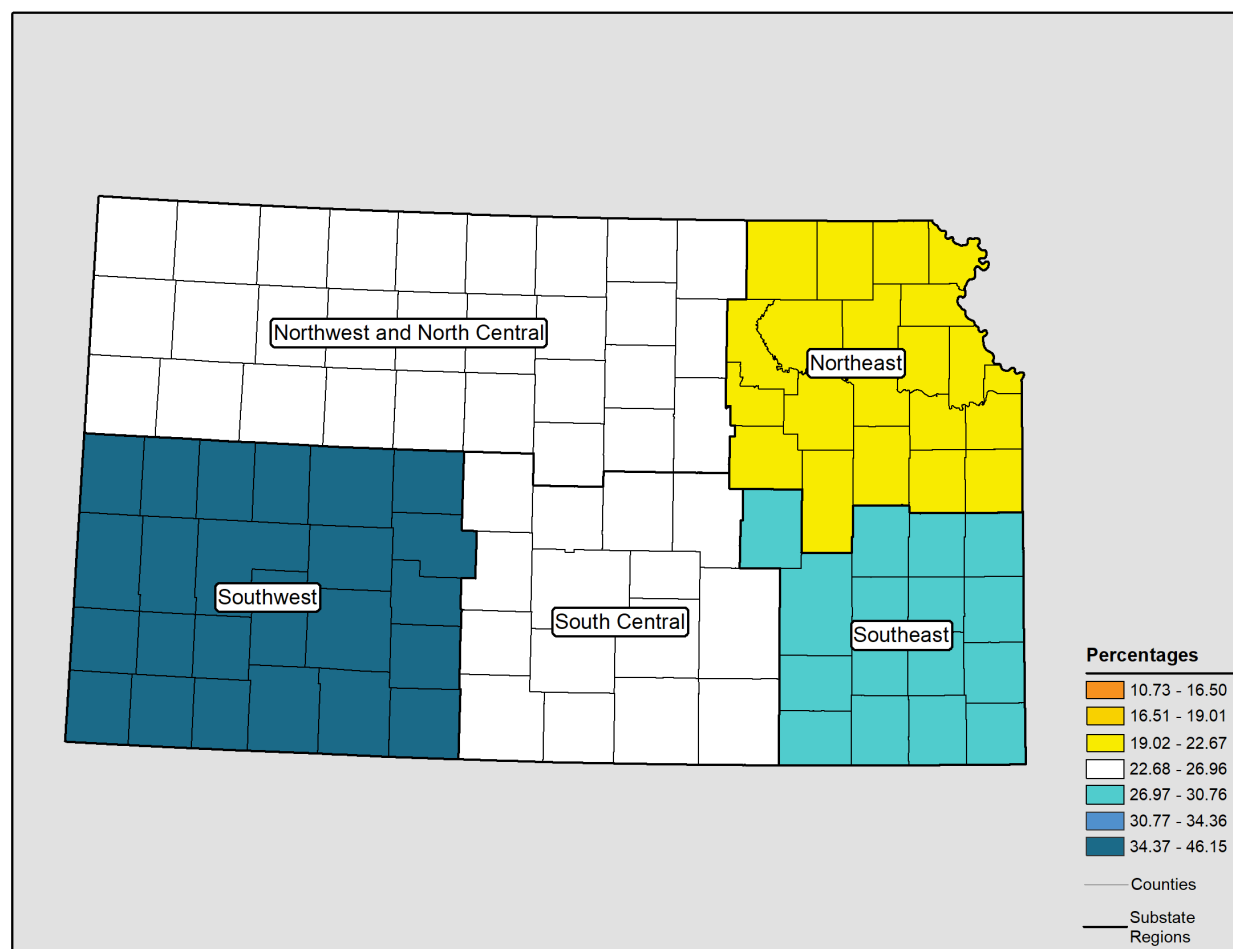 Northwest and North Central
Northeast
Southwest
South Central
Southeast
Percentages
10.73 - 16.50
16.51 - 19.01
19.02 - 22.67
22.68 - 26.96
26.97 - 30.76
30.77 - 34.36
34.37 - 46.15
Counties
Substate
Regions